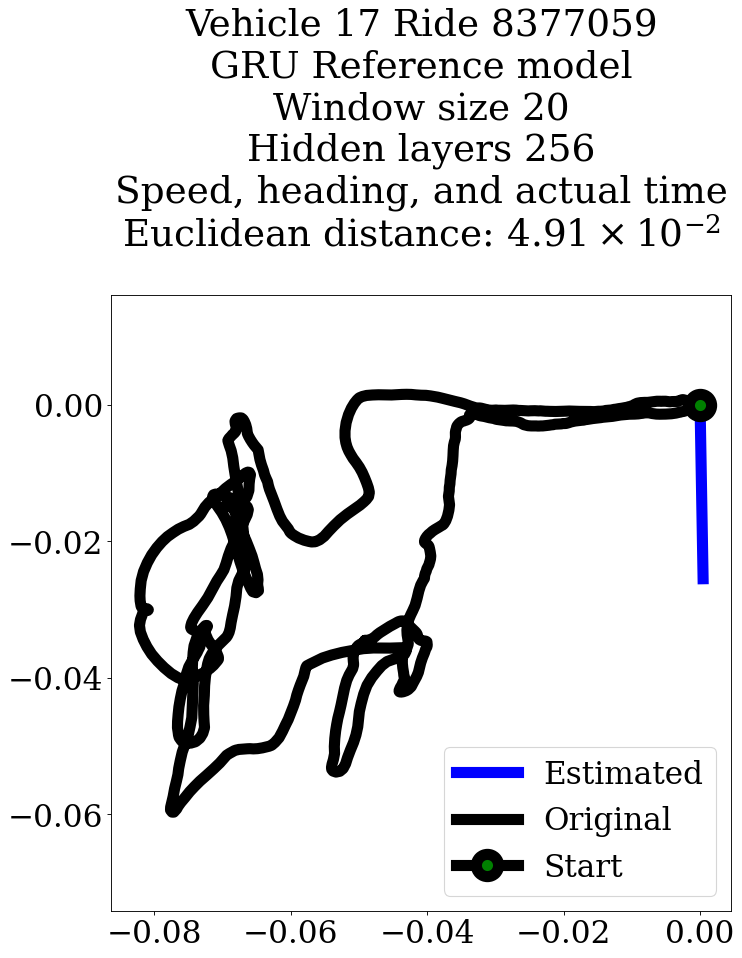 Vehicle 17 Ride 8377059
GRU Reference model
Window size 20
Hidden layers 256
Speed, heading, and actual time
Euclidean distance: 4.91 × 10⁻²
0.00
−0.02
−0.04
−0.06
Estimated
Original
Start
−0.08 −0.06 −0.04 −0.02 0.00